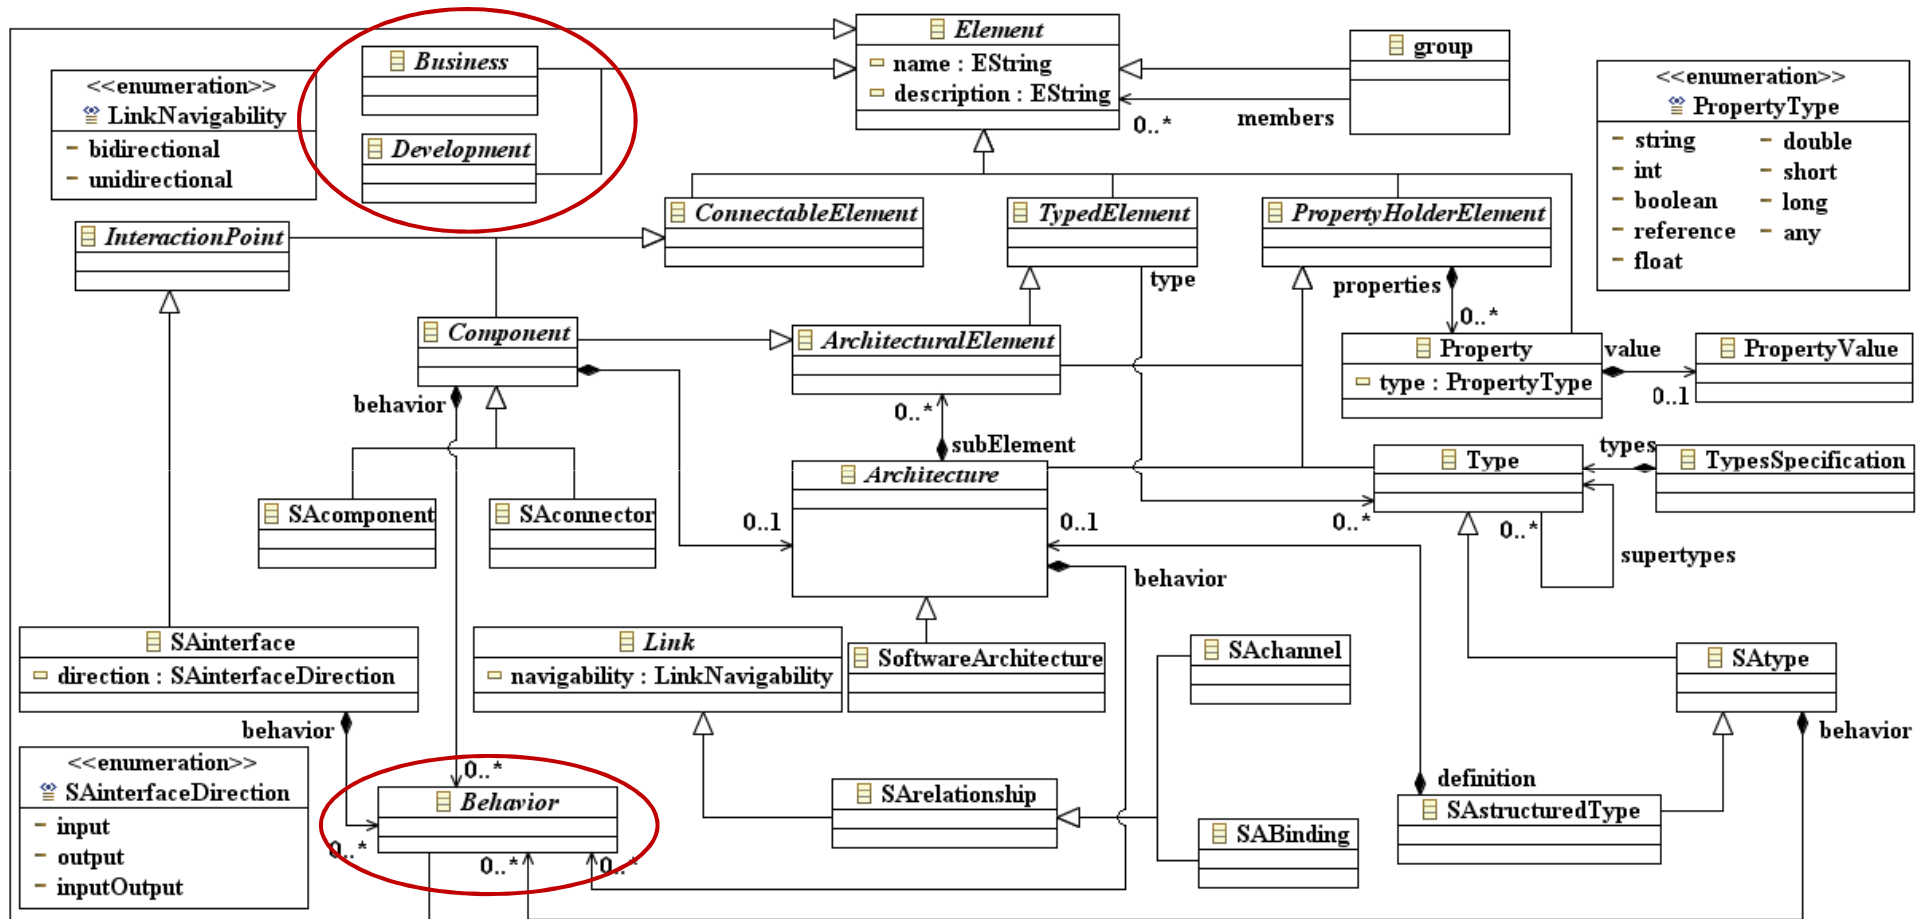 Element
name : EString
description : EString
Business
Development
<<enumeration>>
LinkNavigability
bidirectional
unidirectional
group
members
0..*
<<enumeration>>
PropertyType
string
int
boolean
reference
float
double
short
long
any
InteractionPoint
ConnectableElement
TypedElement
PropertyHolderElement
type
properties
0..*
Component
ArchitecturalElement
Property
type : PropertyType
value
0..1
PropertyValue
behavior
0..*
subElement
Architecture
Type
types
TypesSpecification
SAcomponent
SAconnector
0..1
0..1
0..*
0..*
supertypes
behavior
SAinterface
direction : SAinterfaceDirection
Link
navigability : LinkNavigability
SoftwareArchitecture
SAchannel
SAtype
behavior
behavior
<<enumeration>>
SAinterfaceDirection
input
output
inputOutput
0..*
Behavior
0..*
0..*
0..*
SArelationship
definition
SAstructuredType
SABinding